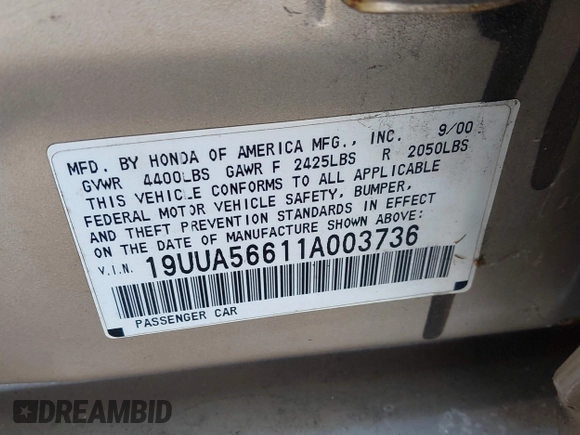 MFD. BY HONDA OF AMERICA MFG., INC. 9/00
GVWR 4400LBS GAWR F 2425LBS R 2050LBS
THIS VEHICLE CONFORMS TO ALL APPLICABLE
FEDERAL MOTOR VEHICLE SAFETY, BUMPER,
AND THEFT PREVENTION STANDARDS IN EFFECT
ON THE DATE OF MANUFACTURE SHOWN ABOVE:
V.I.N. 19UUA56611A003736
PASSENGER CAR
DREAMBID